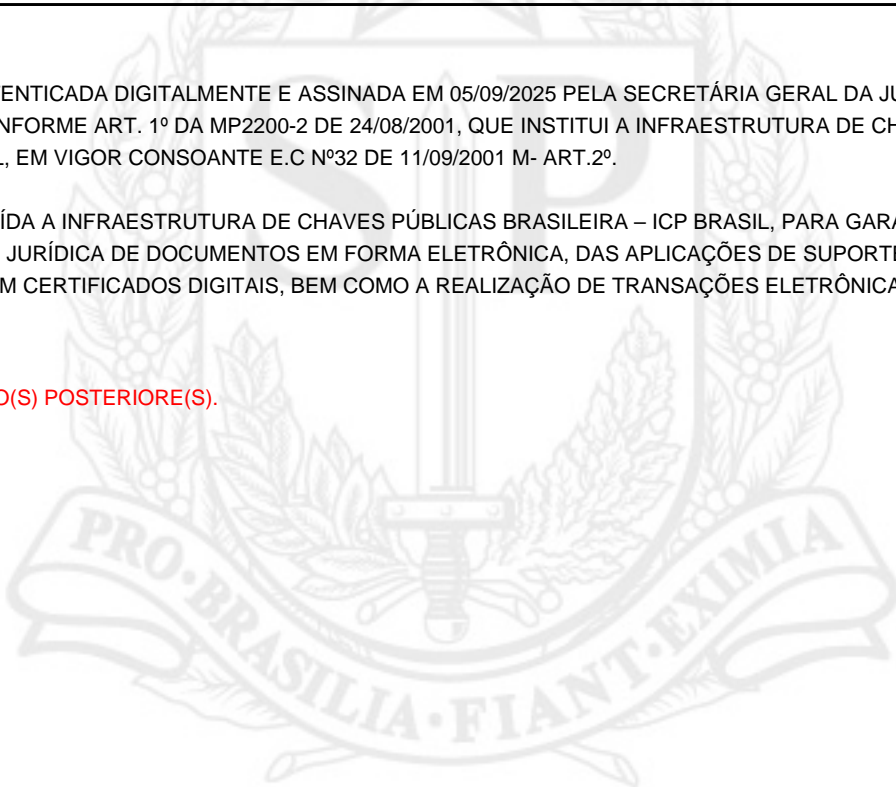 ENTICADA DIGITALMENTE E ASSINADA EM 05/09/2025 PELA SECRETÁRIA GERAL DA JU
NFORME ART. 1º DA MP2200-2 DE 24/08/2001, QUE INSTITUI A INFRAESTRUTURA DE CH
L, EM VIGOR CONSOANTE E.C Nº32 DE 11/09/2001 M- ART.2º.
ÍDA A INFRAESTRUTURA DE CHAVES PÚBLICAS BRASILEIRA – ICP BRASIL, PARA GARA
JURÍDICA DE DOCUMENTOS EM FORMA ELETRÔNICA, DAS APLICAÇÕES DE SUPORTE
M CERTIFICADOS DIGITAIS, BEM COMO A REALIZAÇÃO DE TRANSAÇÕES ELETRÔNICA
O(S) POSTERIORE(S).
SP
PRO·BRASILIA·FIANT·EXIMIA